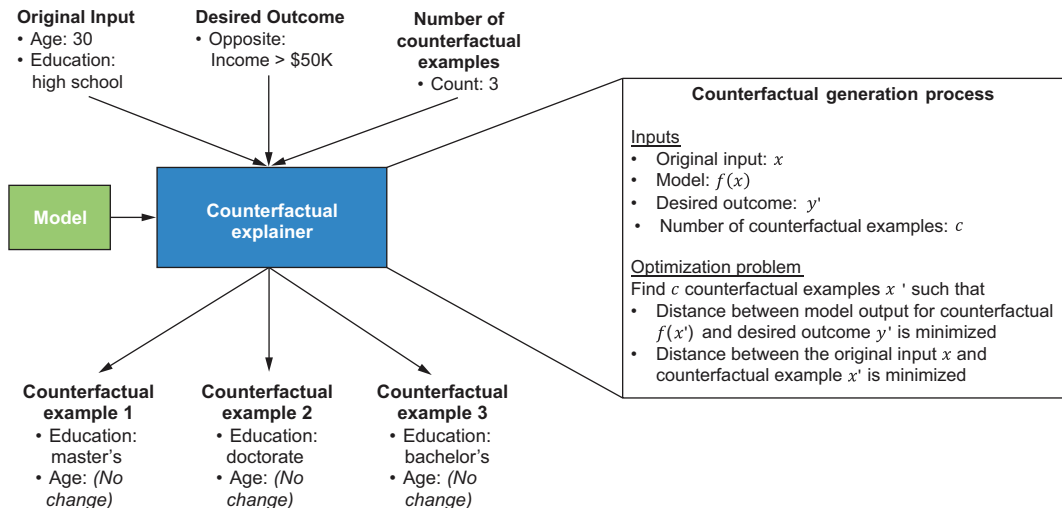 Original Input
• Age: 30
• Education:
high school
Desired Outcome
• Opposite:
Income > $50K
Number of
counterfactual
examples
• Count: 3
Model
Counterfactual
explainer
Counterfactual
example 1
• Education:
master's
• Age: (No
change)
Counterfactual
example 2
• Education:
doctorate
• Age: (No
change)
Counterfactual
example 3
• Education:
bachelor's
• Age: (No
change)
Counterfactual generation process
Inputs
• Original input: x
• Model: f(x)
• Desired outcome: y'
• Number of counterfactual examples: c
Optimization problem
Find c counterfactual examples x ' such that
• Distance between model output for counterfactual
f(x') and desired outcome y' is minimized
• Distance between the original input x and
counterfactual example x' is minimized